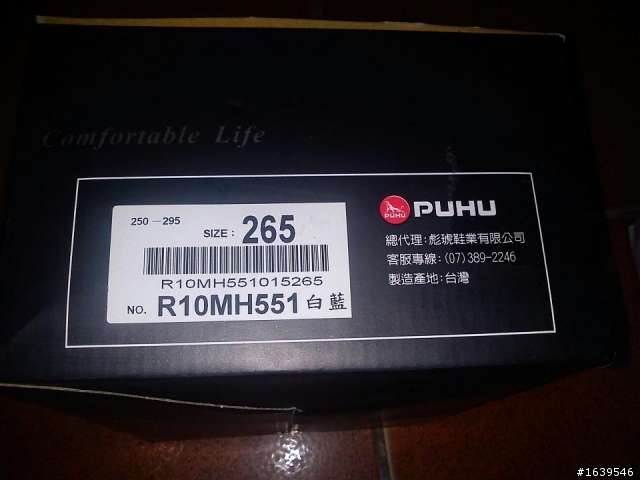 Comfortable Life
250－295
SIZE: 265
R10MH551015265
NO. R10MH551 白藍
PUHU
PUHU
總代理:彪琥鞋業有限公司
客服專線:(07)389-2246
製造產地:台灣
#1639546